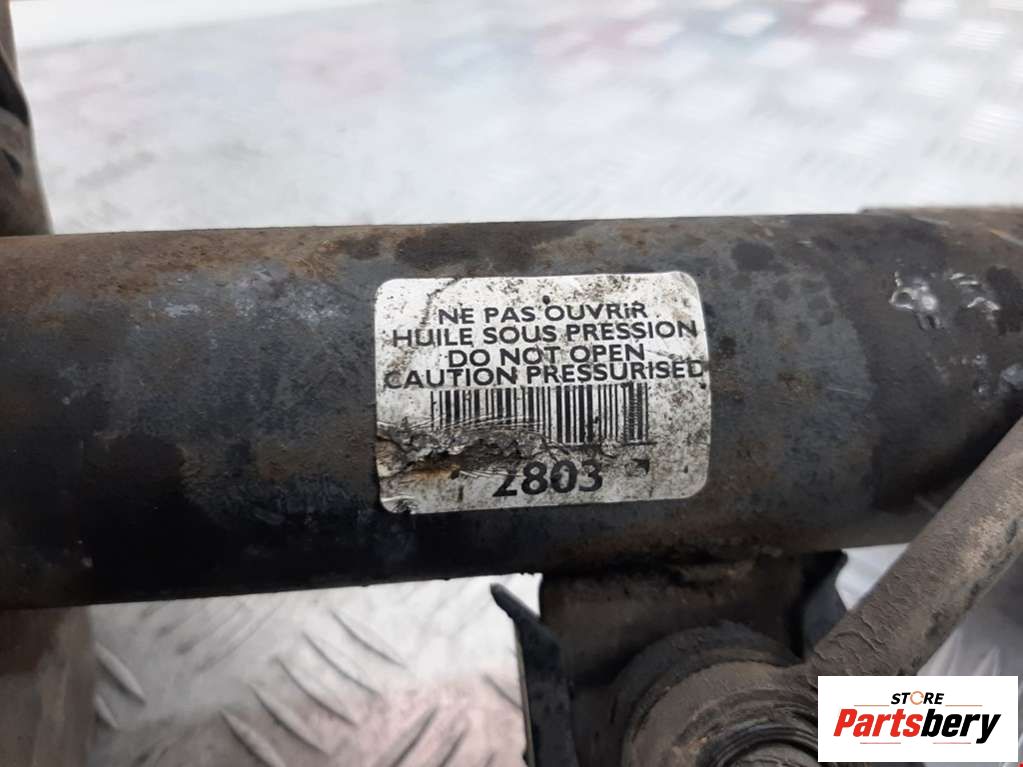 NE PAS OUVRIR
HUILE SOUS PRESSION
DO NOT OPEN
CAUTION PRESSURISED
2803
STORE
Partsbery